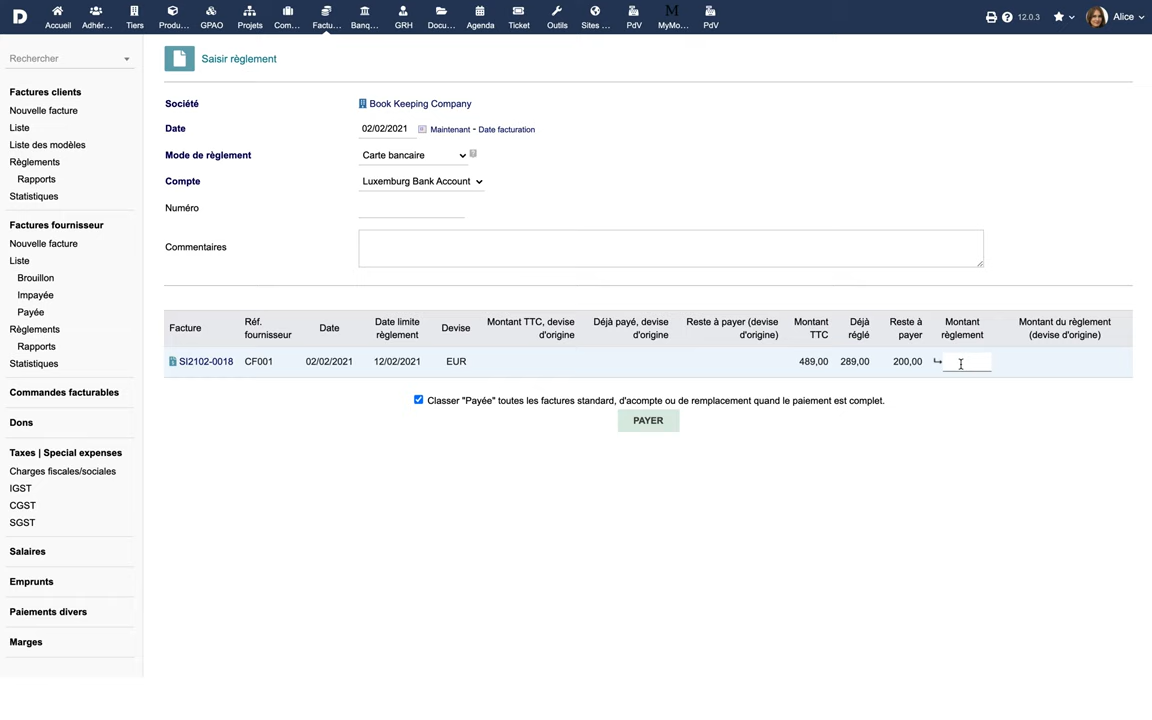 D
Accueil Adhér... Tiers Produ... GPAO Projets Com... Factu... Banq... GRH Docu... Agenda Ticket Outils Sites ... PdV MyMo... PdV
M
12.0.3
Alice
Rechercher
Factures clients
Nouvelle facture
Liste
Liste des modèles
Règlements
Rapports
Statistiques
Factures fournisseur
Nouvelle facture
Liste
Brouillon
Impayée
Payée
Règlements
Rapports
Statistiques
Commandes facturables
Dons
Taxes | Special expenses
Charges fiscales/sociales
IGST
CGST
SGST
Salaires
Emprunts
Paiements divers
Marges
Saisir règlement
Société Book Keeping Company
Date 02/02/2021 Maintenant - Date facturation
Mode de règlement Carte bancaire
Compte Luxemburg Bank Account
Numéro
Commentaires
Facture Réf. fournisseur Date Date limite règlement Devise Montant TTC, devise d'origine Déjà payé, devise d'origine Reste à payer (devise d'origine) Montant TTC Déjà réglé Reste à payer Montant règlement Montant du règlement (devise d'origine)
SI2102-0018 CF001 02/02/2021 12/02/2021 EUR 489,00 289,00 200,00
Classer "Payée" toutes les factures standard, d'acompte ou de remplacement quand le paiement est complet.
PAYER